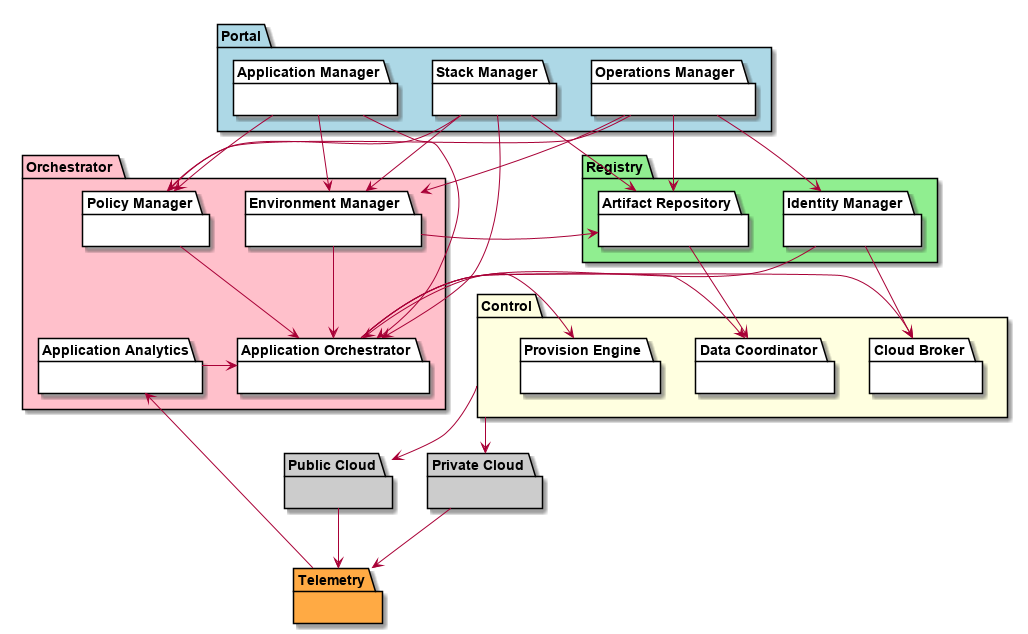 Portal
Application Manager
Stack Manager
Operations Manager
Orchestrator
Registry
Policy Manager
Environment Manager
Artifact Repository
Identity Manager
Control
Application Analytics
Application Orchestrator
Provision Engine
Data Coordinator
Cloud Broker
Public Cloud
Private Cloud
Telemetry